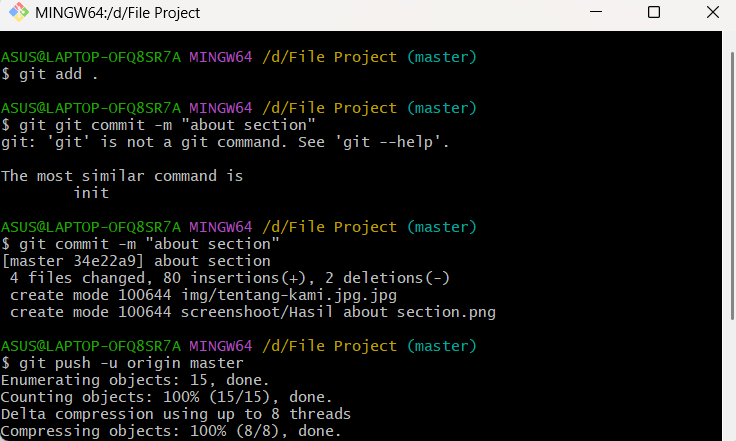 MINGW64:/d/File Project
ASUS@LAPTOP-OFQ8SR7A MINGW64 /d/File Project (master)
$ git add .
ASUS@LAPTOP-OFQ8SR7A MINGW64 /d/File Project (master)
$ git git commit -m "about section"
git: 'git' is not a git command. See 'git --help'.
The most similar command is
init
ASUS@LAPTOP-OFQ8SR7A MINGW64 /d/File Project (master)
$ git commit -m "about section"
[master 34e22a9] about section
4 files changed, 80 insertions(+), 2 deletions(-)
create mode 100644 img/tentang-kami.jpg.jpg
create mode 100644 screenshoot/Hasil about section.png
ASUS@LAPTOP-OFQ8SR7A MINGW64 /d/File Project (master)
$ git push -u origin master
Enumerating objects: 15, done.
Counting objects: 100% (15/15), done.
Delta compression using up to 8 threads
Compressing objects: 100% (8/8), done.